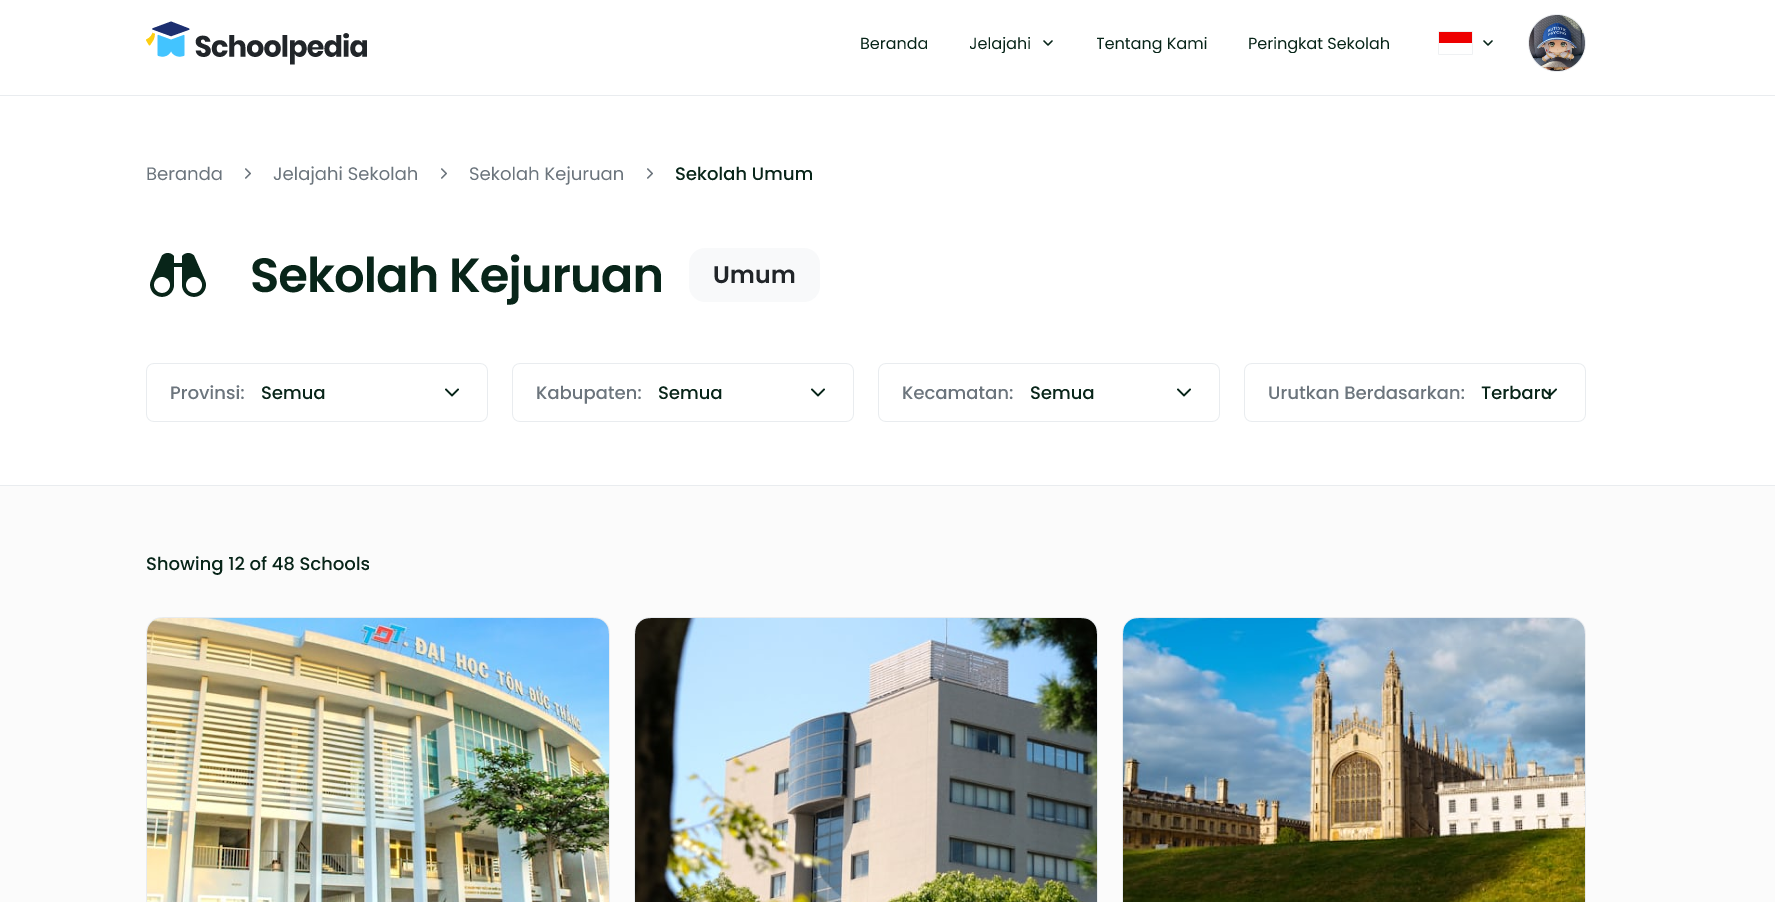 Schoolpedia
Beranda
Jelajahi
Tentang Kami
Peringkat Sekolah
Beranda > Jelajahi Sekolah > Sekolah Kejuruan > Sekolah Umum
Sekolah Kejuruan
Umum
Provinsi: Semua
Kabupaten: Semua
Kecamatan: Semua
Urutkan Berdasarkan: Terbaru
Showing 12 of 48 Schools
TDT. ĐẠI HỌC TÔN ĐỨC THẮNG